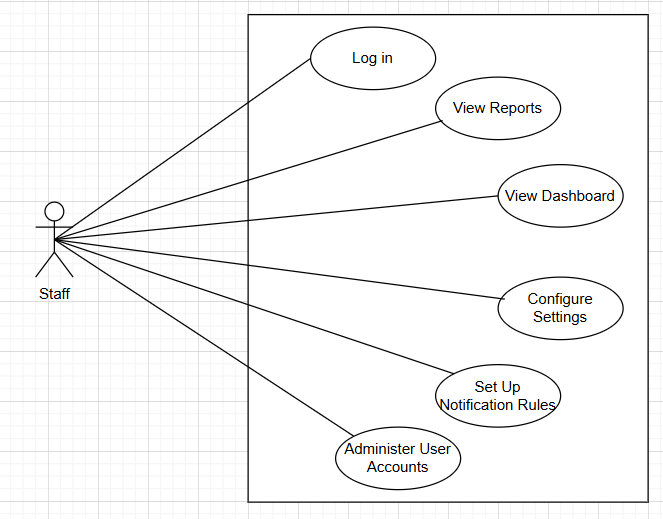 Log in
View Reports
View Dashboard
Staff
Configure
Settings
Set Up
Notification Rules
Administer User
Accounts